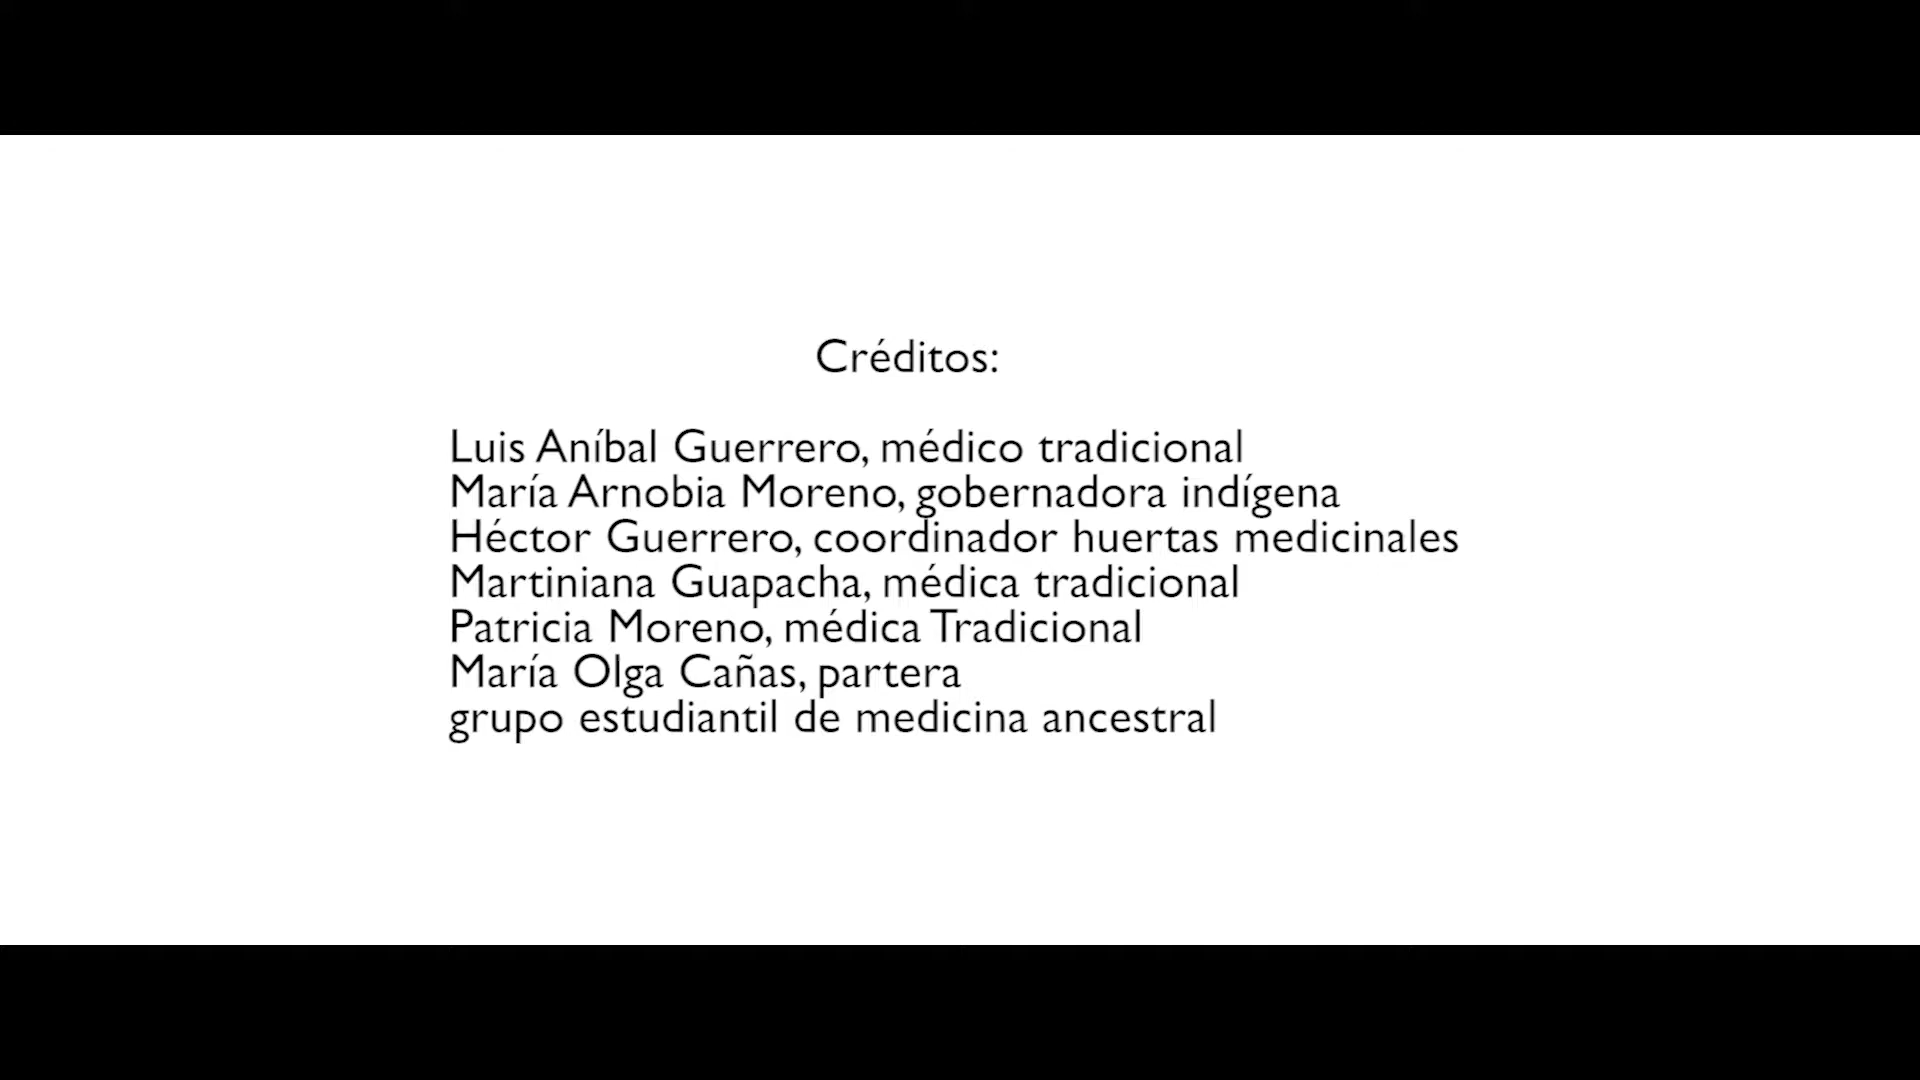 Créditos:
Luis Aníbal Guerrero, médico tradicional
María Arnobia Moreno, gobernadora indígena
Héctor Guerrero, coordinador huertas medicinales
Martiniana Guapacha, médica tradicional
Patricia Moreno, médica Tradicional
María Olga Cañas, partera
grupo estudiantil de medicina ancestral